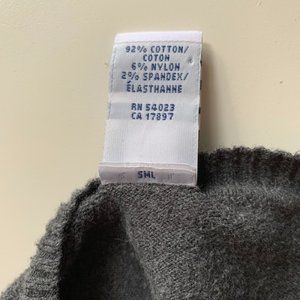 92% COTTON/
COTON
6% NYLON
2% SPANDEX/
ÉLASTHANNE
RN 54023
CA 17897
SML